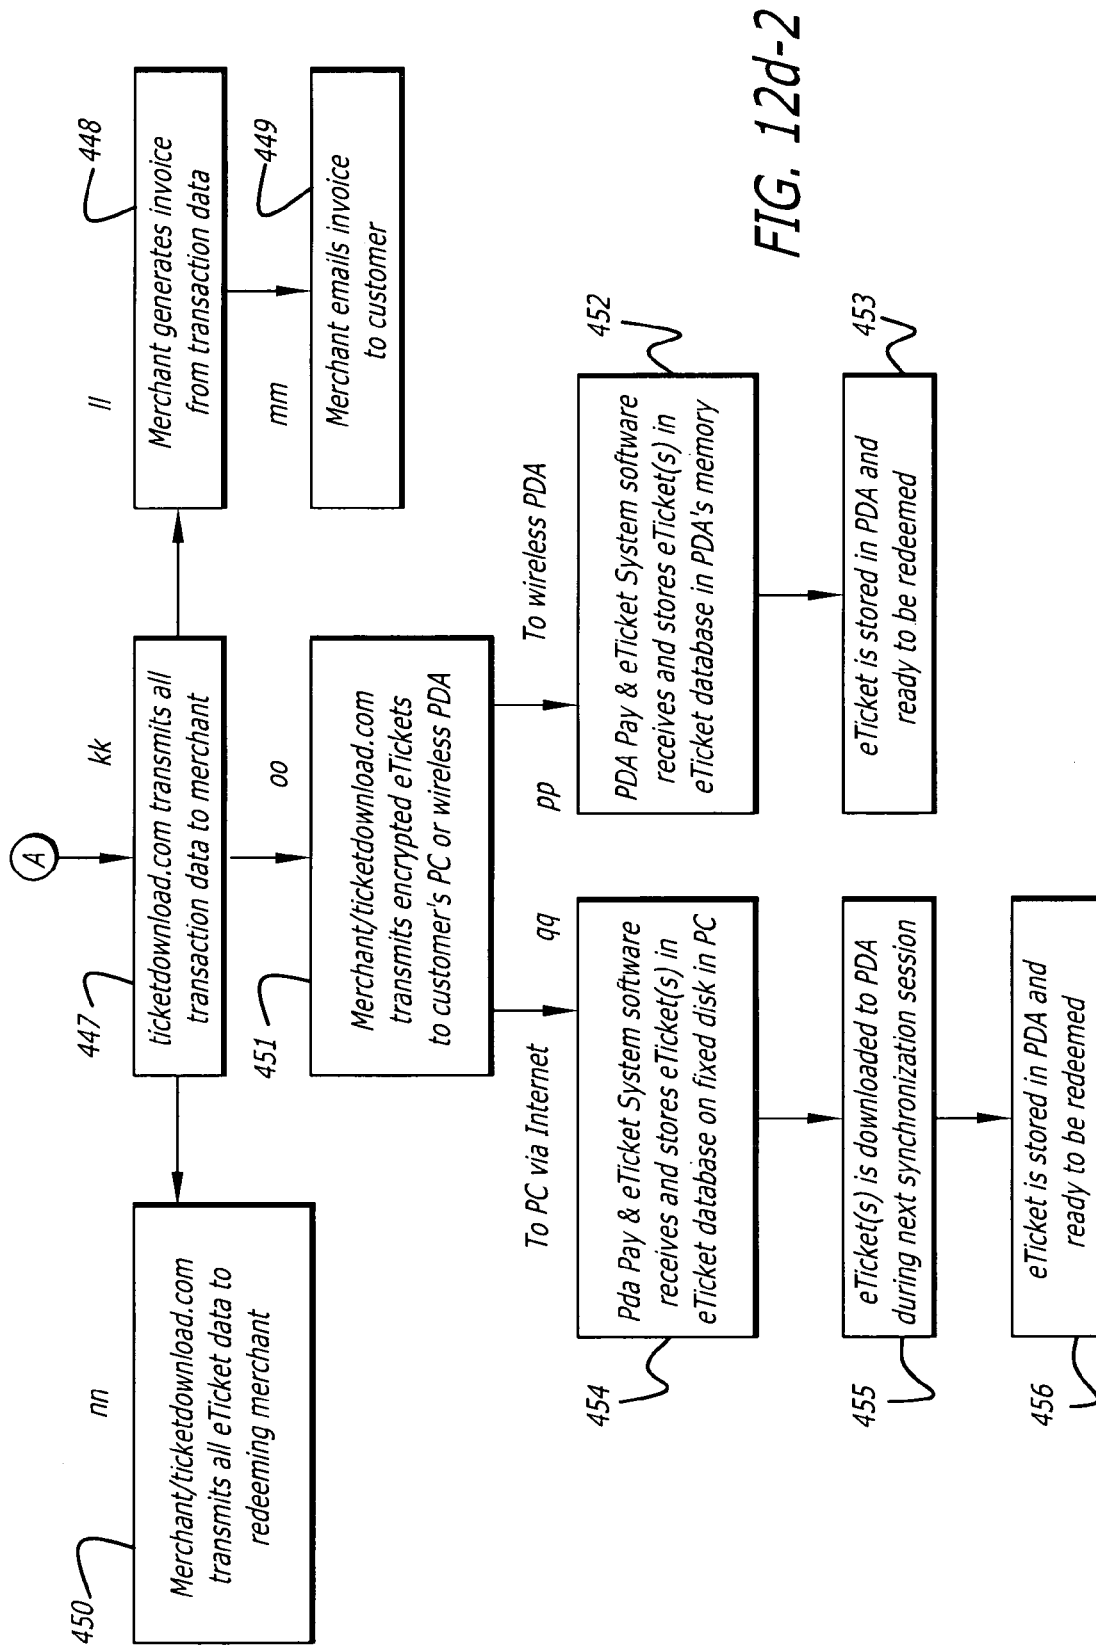 A
447
kk
ticketdownload.com transmits all
transaction data to merchant
ll
448
Merchant generates invoice
from transaction data
mm
449
Merchant emails invoice
to customer
450
nn
Merchant/ticketdownload.com
transmits all eTicket data to
redeeming merchant
451
oo
Merchant/ticketdownload.com
transmits encrypted eTickets
to customer's PC or wireless PDA
To PC via Internet
qq
pp
To wireless PDA
454
Pda Pay & eTicket System software
receives and stores eTicket(s) in
eTicket database on fixed disk in PC
452
PDA Pay & eTicket System software
receives and stores eTicket(s) in
eTicket database in PDA's memory
455
eTicket(s) is downloaded to PDA
during next synchronization session
453
eTicket is stored in PDA and
ready to be redeemed
456
eTicket is stored in PDA and
ready to be redeemed
FIG. 12d-2